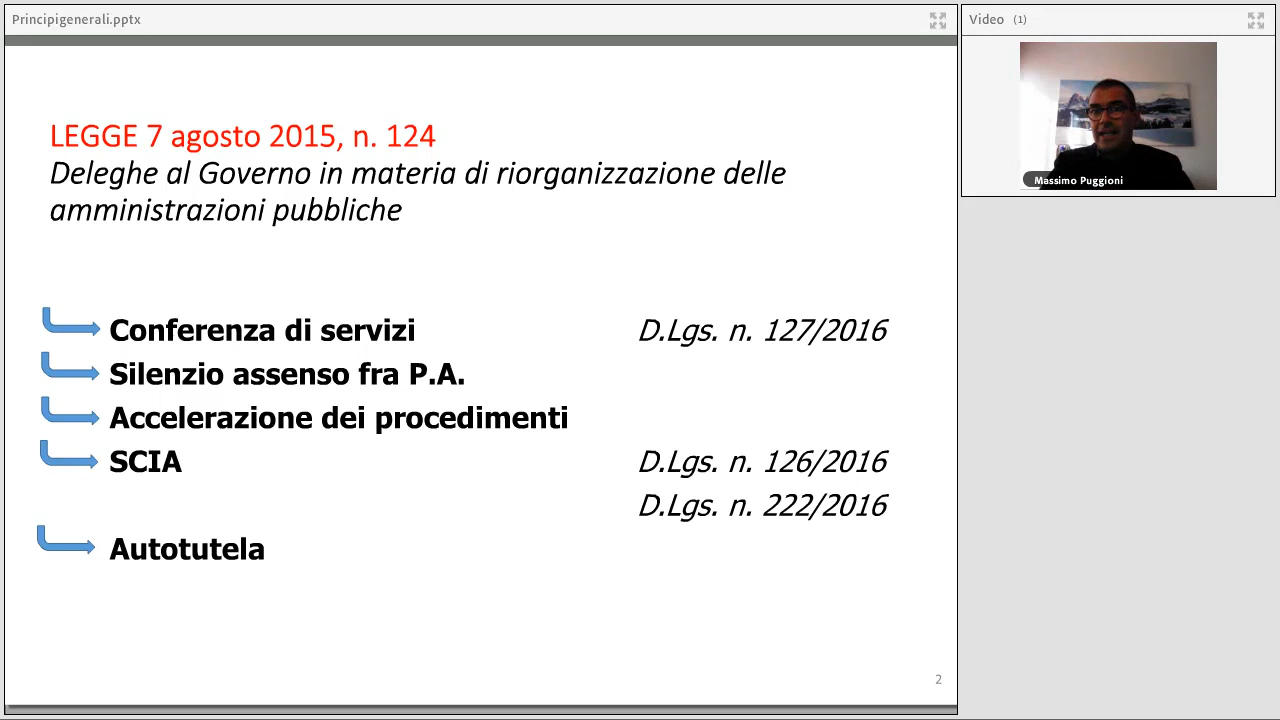 Principigenerali.pptx
Video (1)
Massimo Puggioni
LEGGE 7 agosto 2015, n. 124
Deleghe al Governo in materia di riorganizzazione delle
amministrazioni pubbliche
Conferenza di servizi D.Lgs. n. 127/2016
Silenzio assenso fra P.A.
Accelerazione dei procedimenti
SCIA D.Lgs. n. 126/2016
D.Lgs. n. 222/2016
Autotutela
2